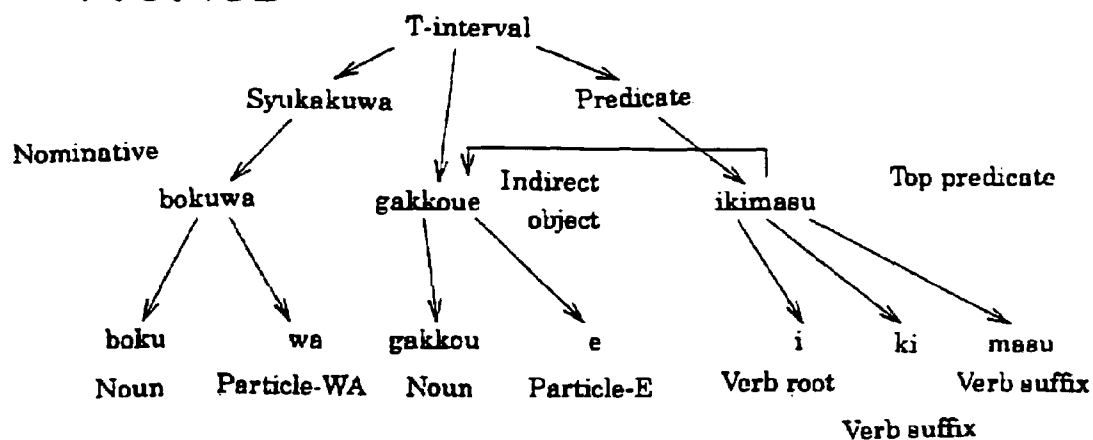 T-interval
Syukakuwa Predicate
Nominative
Indirect
object
Top predicate
bokuwa gakkoue ikimasu
boku wa gakkou e i ki masu
Noun Particle-WA Noun Particle-E Verb root Verb suffix
Verb suffix